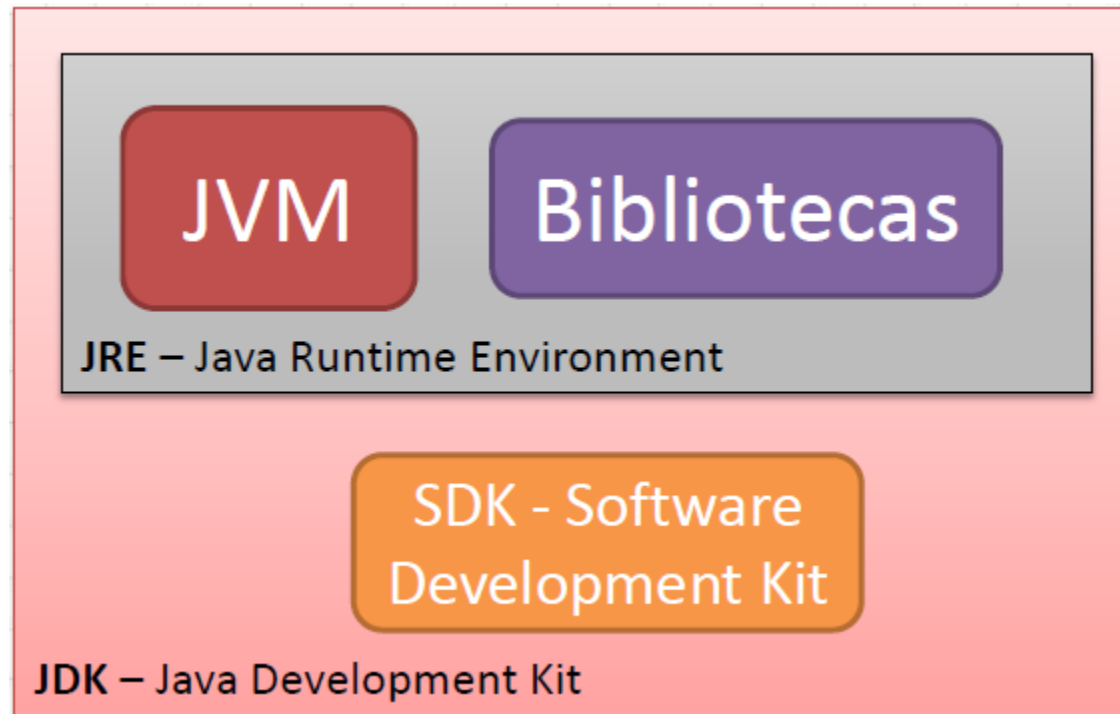 JVM
Bibliotecas
JRE – Java Runtime Environment
SDK - Software
Development Kit
JDK – Java Development Kit